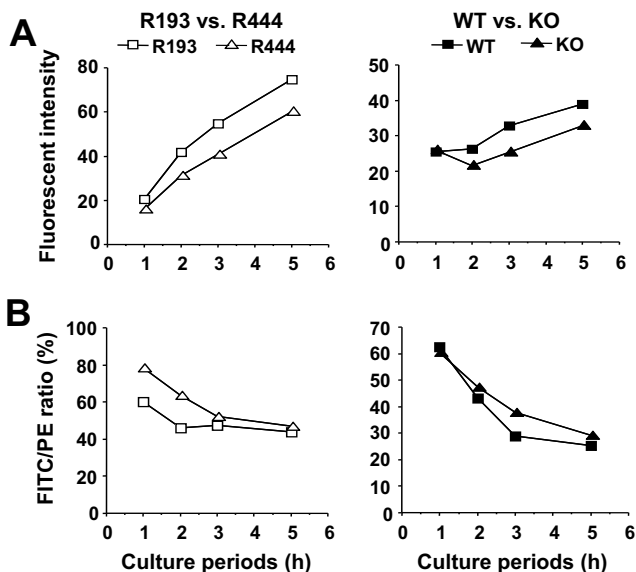 A
R193 vs. R444
R193 R444
WT vs. KO
WT KO
Fluorescent intensity
80
60
40
20
0
0 1 2 3 4 5 6
50
40
30
20
10
0
0 1 2 3 4 5 6
B
FITC/PE ratio (%)
100
80
60
40
20
0
0 1 2 3 4 5 6
Culture periods (h)
70
60
50
40
30
20
10
0
0 1 2 3 4 5 6
Culture periods (h)